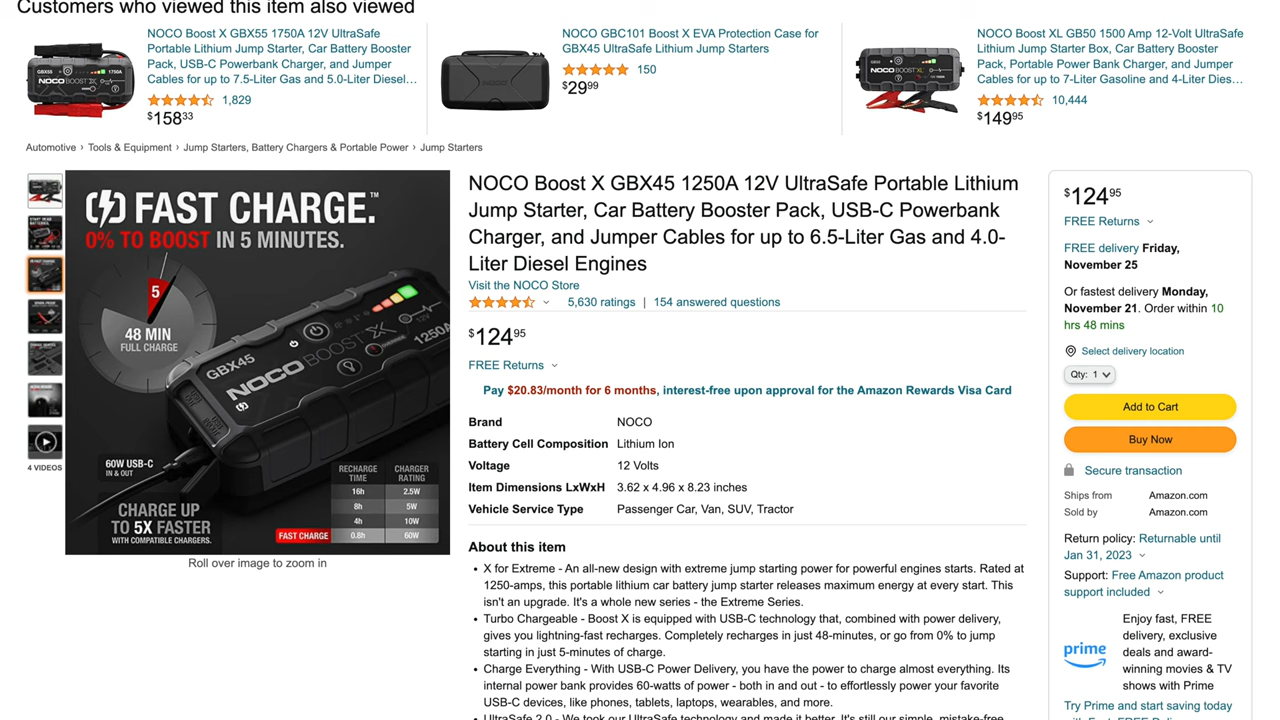 Customers who viewed this item also viewed
NOCO Boost X GBX55 1750A 12V UltraSafe
Portable Lithium Jump Starter, Car Battery Booster
Pack, USB-C Powerbank Charger, and Jumper
Cables for up to 7.5-Liter Gas and 5.0-Liter Diesel…
1,829
$158 33
NOCO GBC101 Boost X EVA Protection Case for
GBX45 UltraSafe Lithium Jump Starters
150
$29 99
NOCO Boost XL GB50 1500 Amp 12-Volt UltraSafe
Lithium Jump Starter Box, Car Battery Booster
Pack, Portable Power Bank Charger, and Jumper
Cables for up to 7-Liter Gasoline and 4-Liter Dies…
10,444
$149 95
Automotive › Tools & Equipment › Jump Starters, Battery Chargers & Portable Power › Jump Starters
FAST CHARGE.™
0% TO BOOST IN 5 MINUTES.
5
48 MIN
FULL CHARGE
GBX45
NOCO BOOST X
12V
1250A
60W USB-C
IN & OUT
CHARGE UP
TO 5X FASTER
WITH COMPATIBLE CHARGERS.
RECHARGE TIME CHARGER RATING
16h 2.5W
8h 5W
4h 10W
FAST CHARGE 0.8h 60W
4 VIDEOS
Roll over image to zoom in
NOCO Boost X GBX45 1250A 12V UltraSafe Portable Lithium
Jump Starter, Car Battery Booster Pack, USB-C Powerbank
Charger, and Jumper Cables for up to 6.5-Liter Gas and 4.0-
Liter Diesel Engines
Visit the NOCO Store
5,630 ratings | 154 answered questions
$124 95
FREE Returns
Pay $20.83/month for 6 months, interest-free upon approval for the Amazon Rewards Visa Card
Brand NOCO
Battery Cell Composition Lithium Ion
Voltage 12 Volts
Item Dimensions LxWxH 3.62 x 4.96 x 8.23 inches
Vehicle Service Type Passenger Car, Van, SUV, Tractor
About this item
• X for Extreme - An all-new design with extreme jump starting power for powerful engines starts. Rated at
1250-amps, this portable lithium car battery jump starter releases maximum energy at every start. This
isn't an upgrade. It's a whole new series - the Extreme Series.
• Turbo Chargeable - Boost X is equipped with USB-C technology that, combined with power delivery,
gives you lightning-fast recharges. Completely recharges in just 48-minutes, or go from 0% to jump
starting in just 5-minutes of charge.
• Charge Everything - With USB-C Power Delivery, you have the power to charge almost everything. Its
internal power bank provides 60-watts of power - both in and out - to effortlessly power your favorite
USB-C devices, like phones, tablets, laptops, wearables, and more.
• UltraSafe 2.0 - We took our UltraSafe technology and made it better. It's still our simple, mistake-free
$124 95
FREE Returns
FREE delivery Friday,
November 25
Or fastest delivery Monday,
November 21. Order within 10
hrs 48 mins
Select delivery location
Qty: 1
Add to Cart
Buy Now
Secure transaction
Ships from Amazon.com
Sold by Amazon.com
Return policy: Returnable until
Jan 31, 2023
Support: Free Amazon product
support included
prime
Enjoy fast, FREE
delivery, exclusive
deals and award-
winning movies & TV
shows with Prime
Try Prime and start saving today